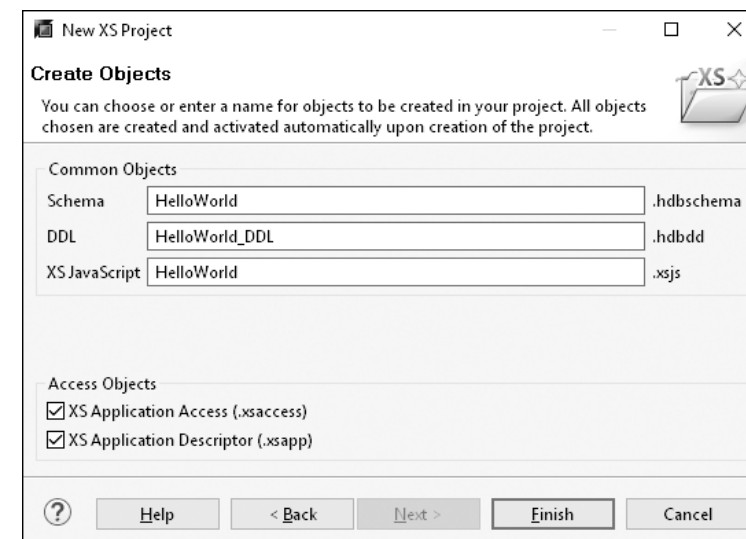 New XS Project
Create Objects
XS
You can choose or enter a name for objects to be created in your project. All objects
chosen are created and activated automatically upon creation of the project.
Common Objects
Schema HelloWorld .hdbschema
DDL HelloWorld_DDL .hdbdd
XS JavaScript HelloWorld .xsjs
Access Objects
XS Application Access (.xsaccess)
XS Application Descriptor (.xsapp)
? Help < Back Next > Finish Cancel